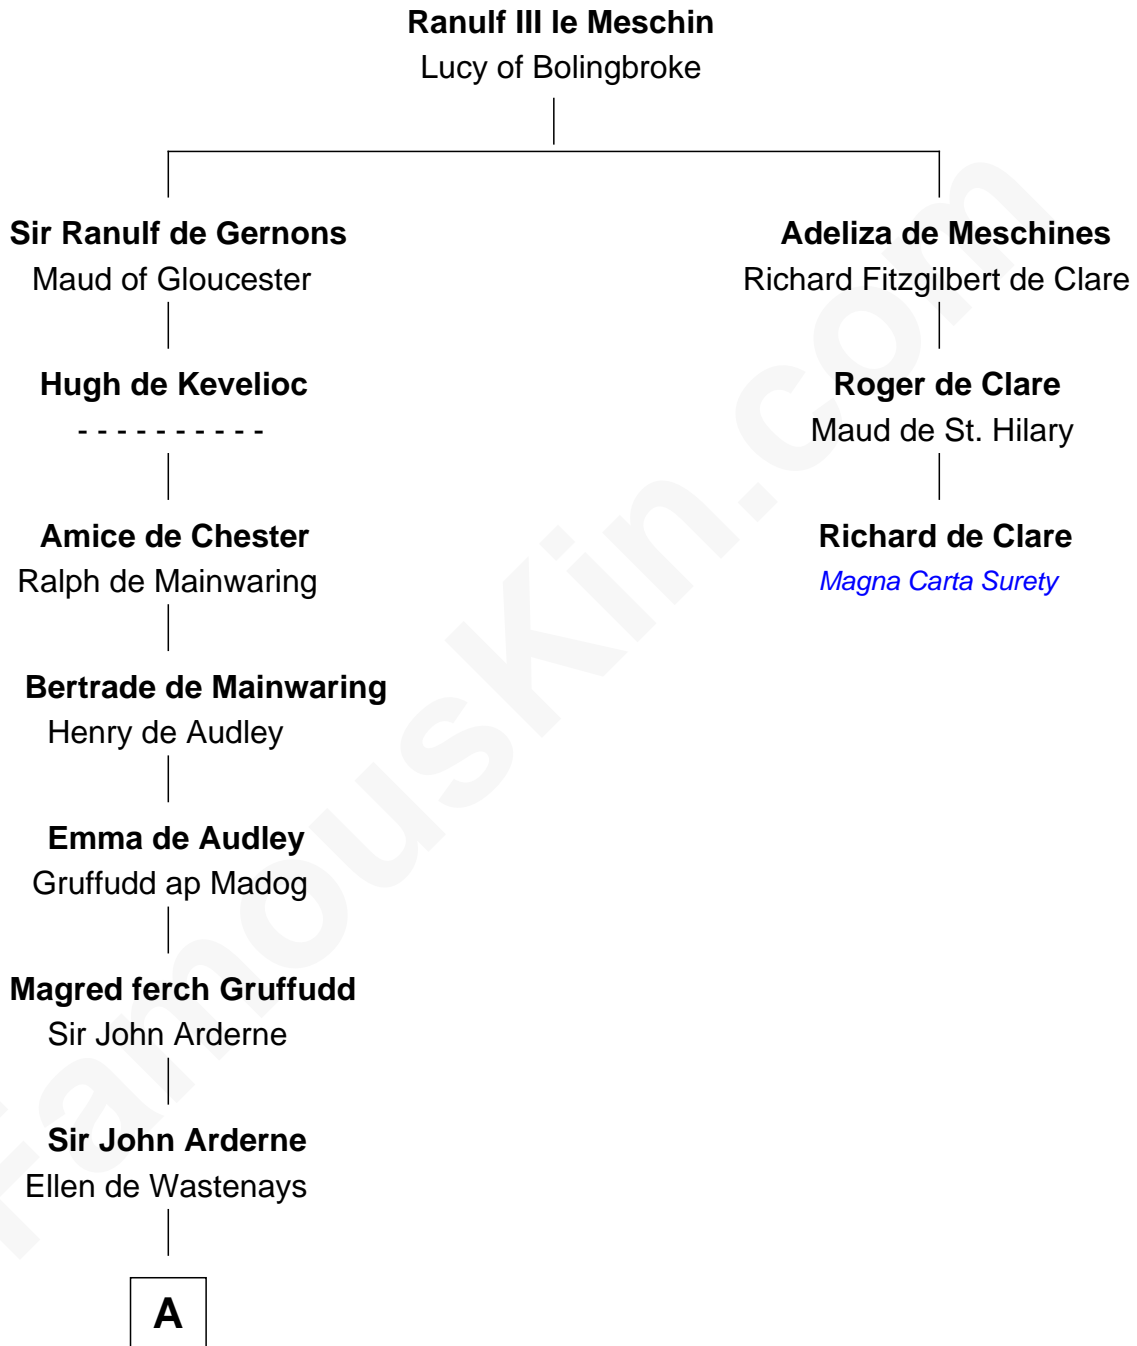 Ranulf III le Meschin
Lucy of Bolingbroke
Sir Ranulf de Gernons
Maud of Gloucester
Adeliza de Meschines
Richard Fitzgilbert de Clare
Hugh de Kevelioc
- - - - - - - - - -
Roger de Clare
Maud de St. Hilary
Amice de Chester
Ralph de Mainwaring
Richard de Clare
Magna Carta Surety
Bertrade de Mainwaring
Henry de Audley
Emma de Audley
Gruffudd ap Madog
Magred ferch Gruffudd
Sir John Arderne
Sir John Arderne
Ellen de Wastenays
A
FamousKin.com